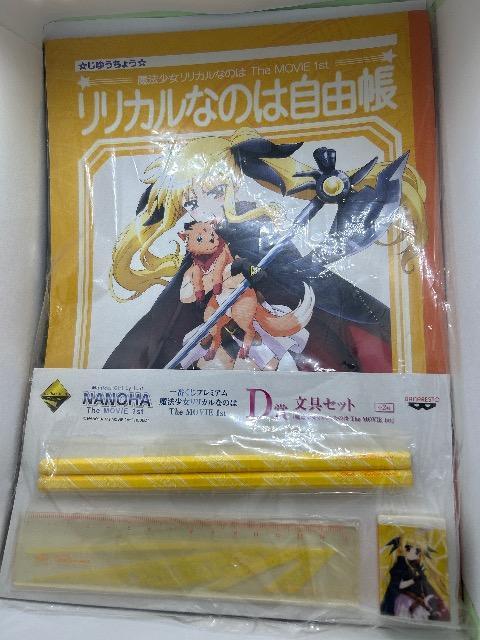 ☆じゆうちょう☆
魔法少女リリカルなのは The MOVIE 1st
リリカルなのは自由帳
NANOHA
The MOVIE 1st
一番くじプレミアム
魔法少女リリカルなのは
The MOVIE 1st
D賞 文具セット
全2種
BANPRESTO